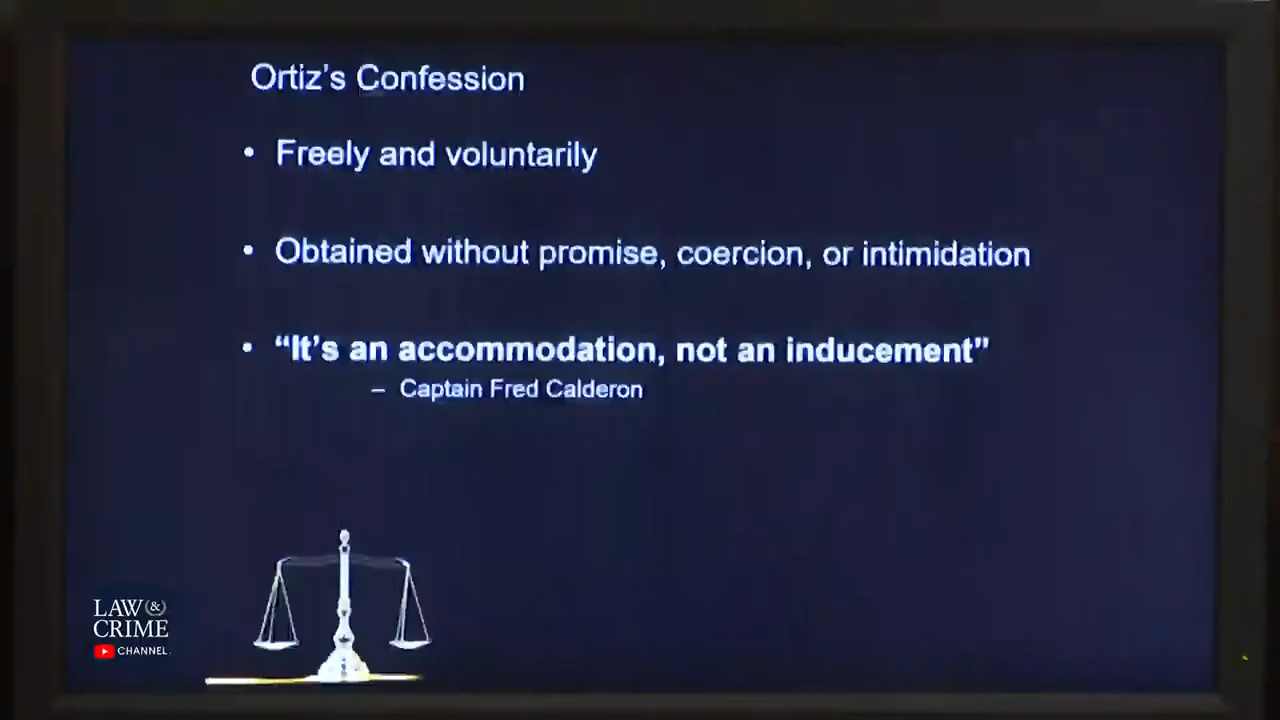 Ortiz's Confession
• Freely and voluntarily
• Obtained without promise, coercion, or intimidation
• “It's an accommodation, not an inducement”
– Captain Fred Calderon
LAW &
CRIME
CHANNEL